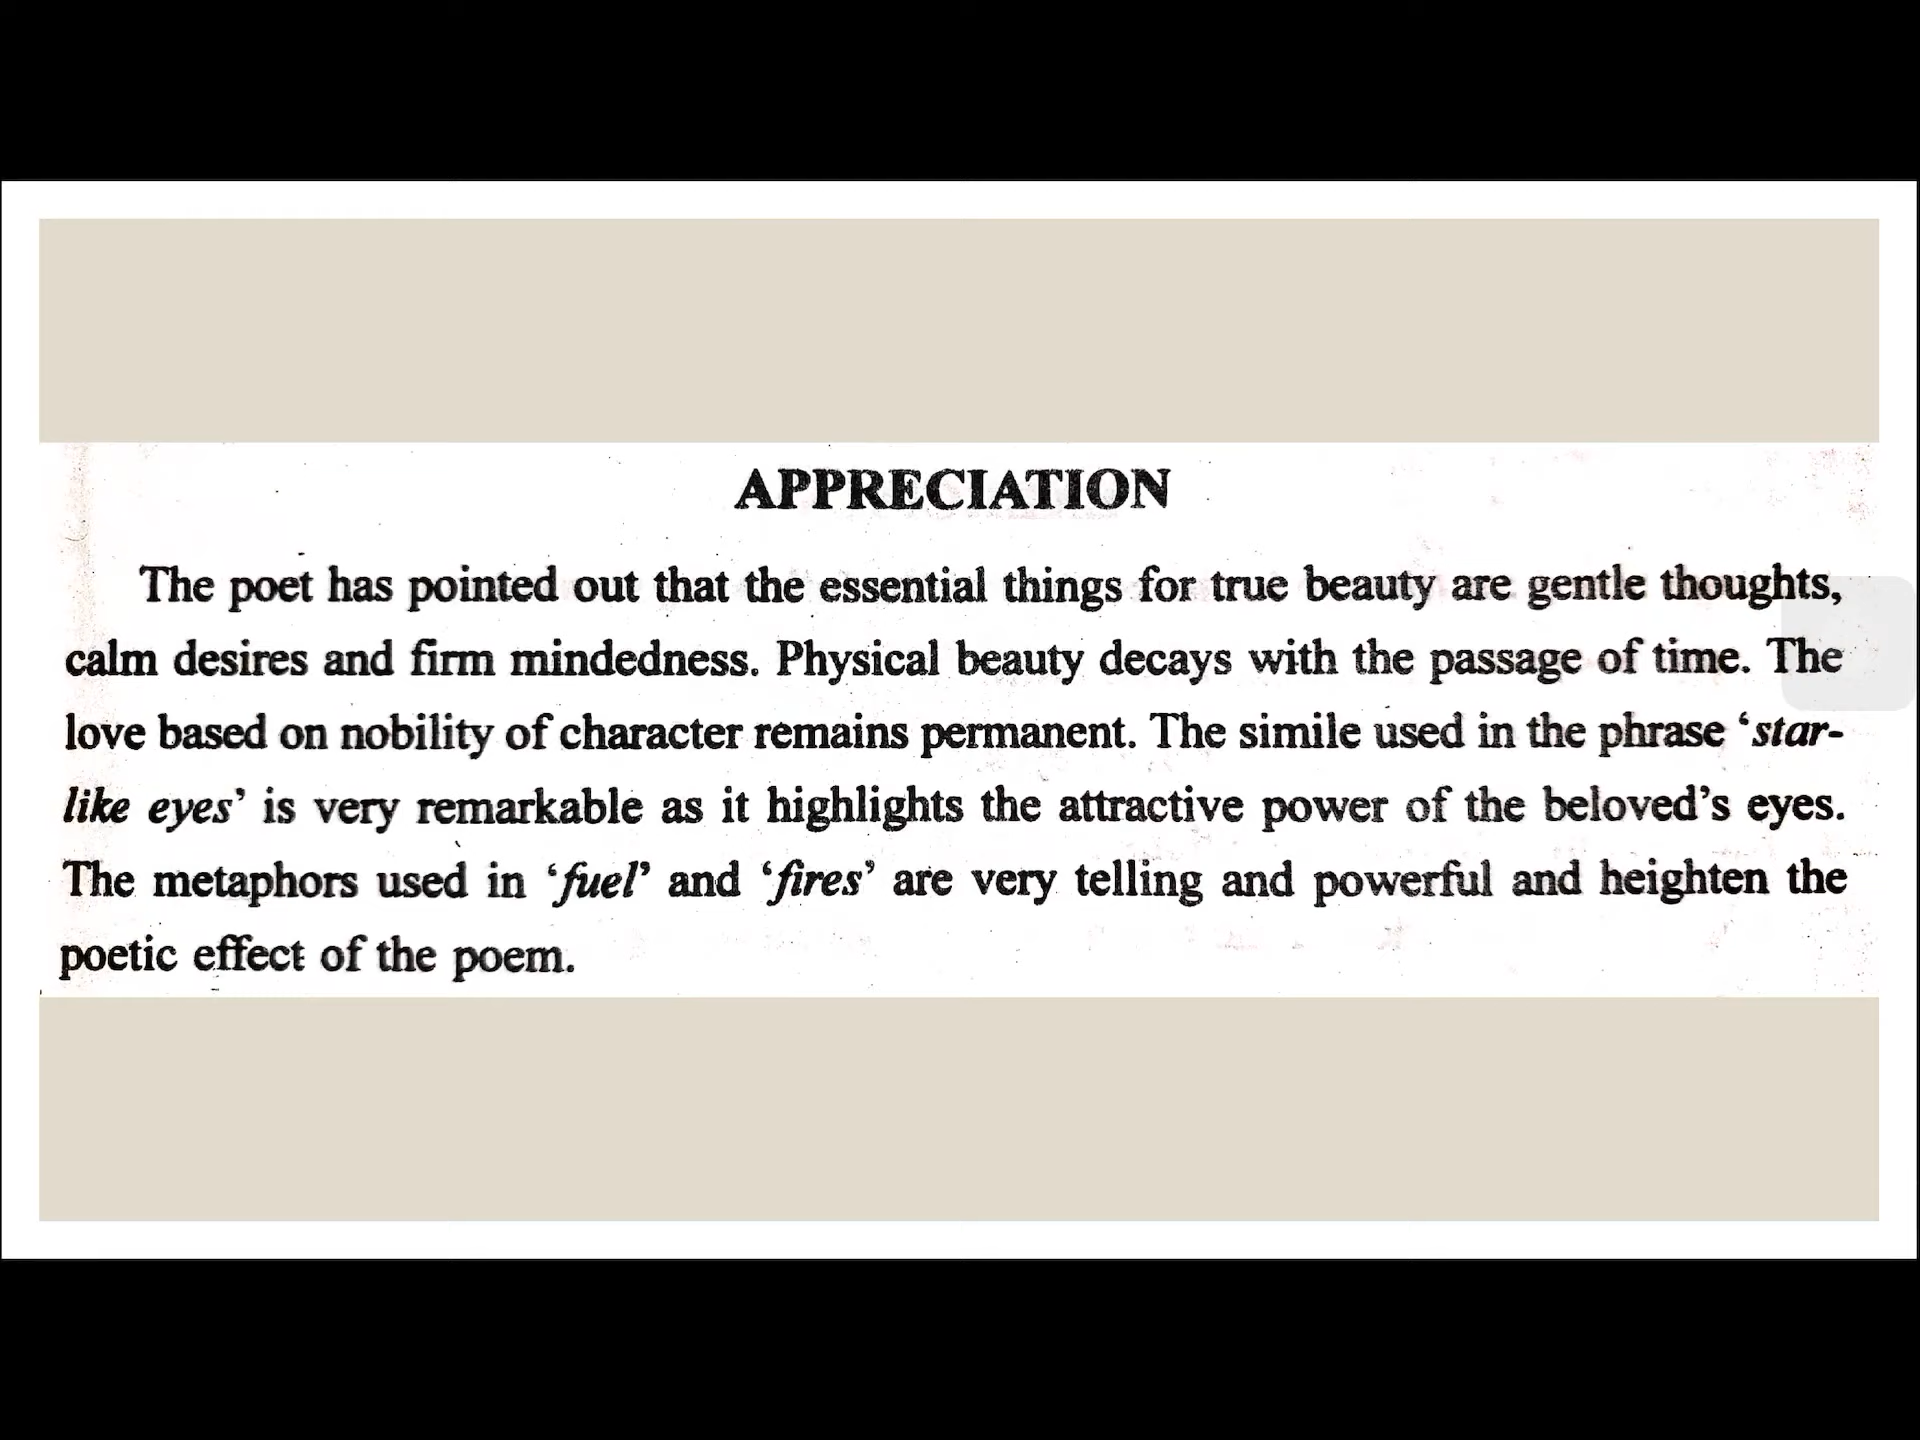 APPRECIATION
The poet has pointed out that the essential things for true beauty are gentle thoughts,
calm desires and firm mindedness. Physical beauty decays with the passage of time. The
love based on nobility of character remains permanent. The simile used in the phrase ‘star-
like eyes’ is very remarkable as it highlights the attractive power of the beloved’s eyes.
The metaphors used in ‘fuel’ and ‘fires’ are very telling and powerful and heighten the
poetic effect of the poem.